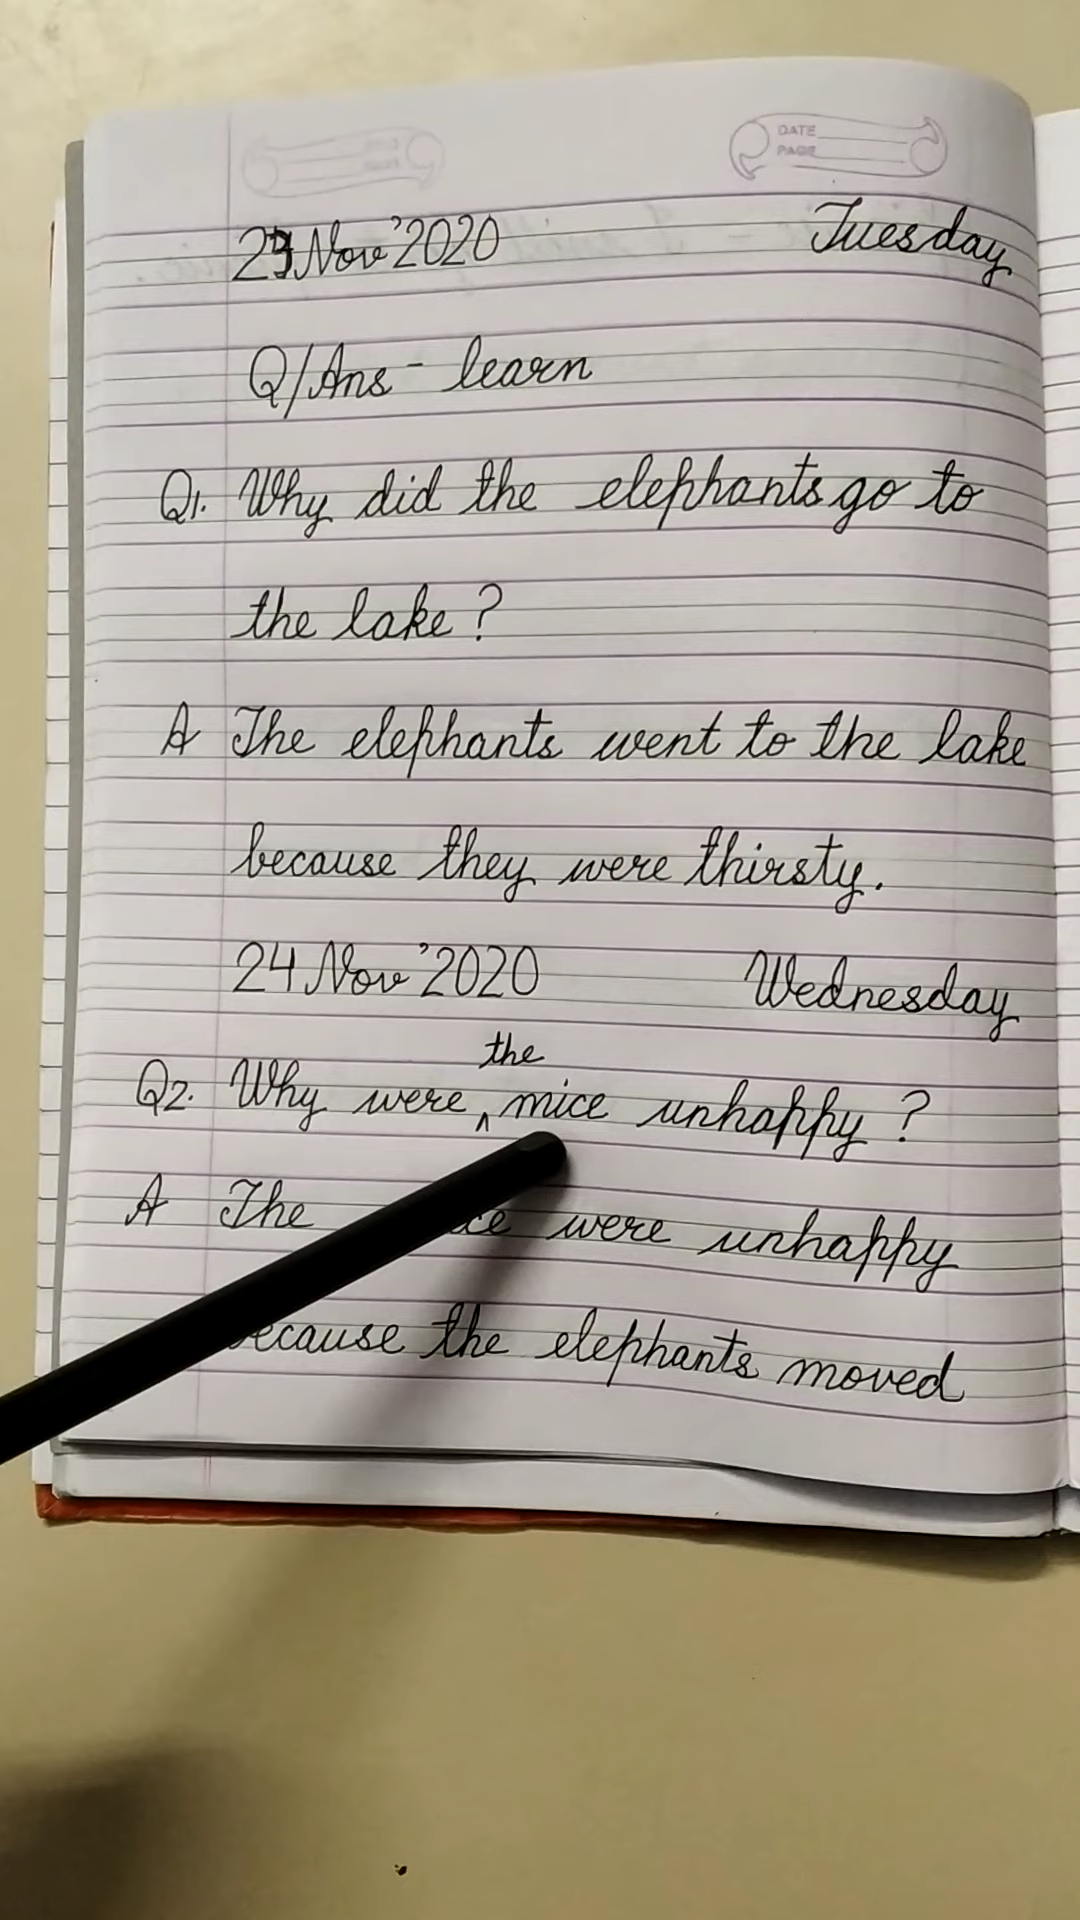 DATE
PAGE
23 Nov'2020 Tuesday
Q/Ans - learn
Q1. Why did the elephants go to
the lake?
A The elephants went to the lake
because they were thirsty.
24 Nov'2020 Wednesday
the
Q2. Why were ^ mice unhappy?
A The were unhappy
the elephants moved